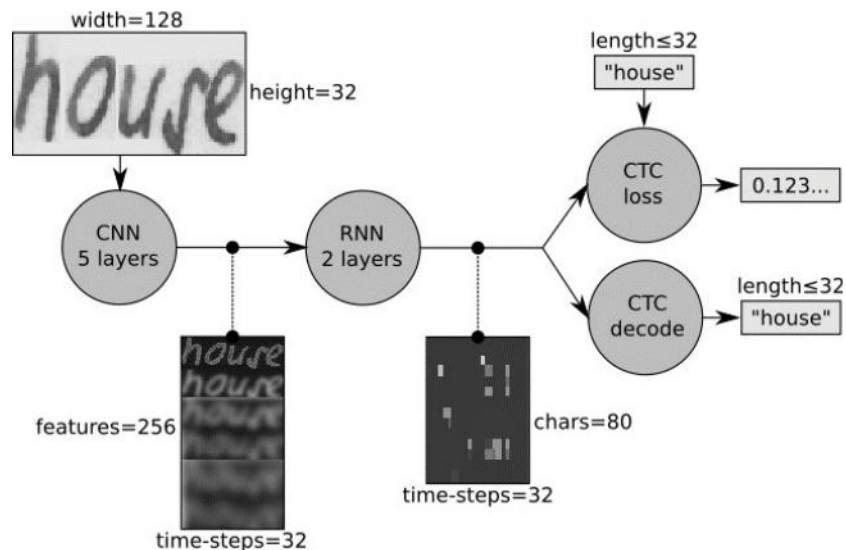 width=128
house
height=32
CNN
5 layers
RNN
2 layers
length≤32
"house"
CTC
loss
0.123...
CTC
decode
length≤32
"house"
house
house
features=256
time-steps=32
chars=80
time-steps=32